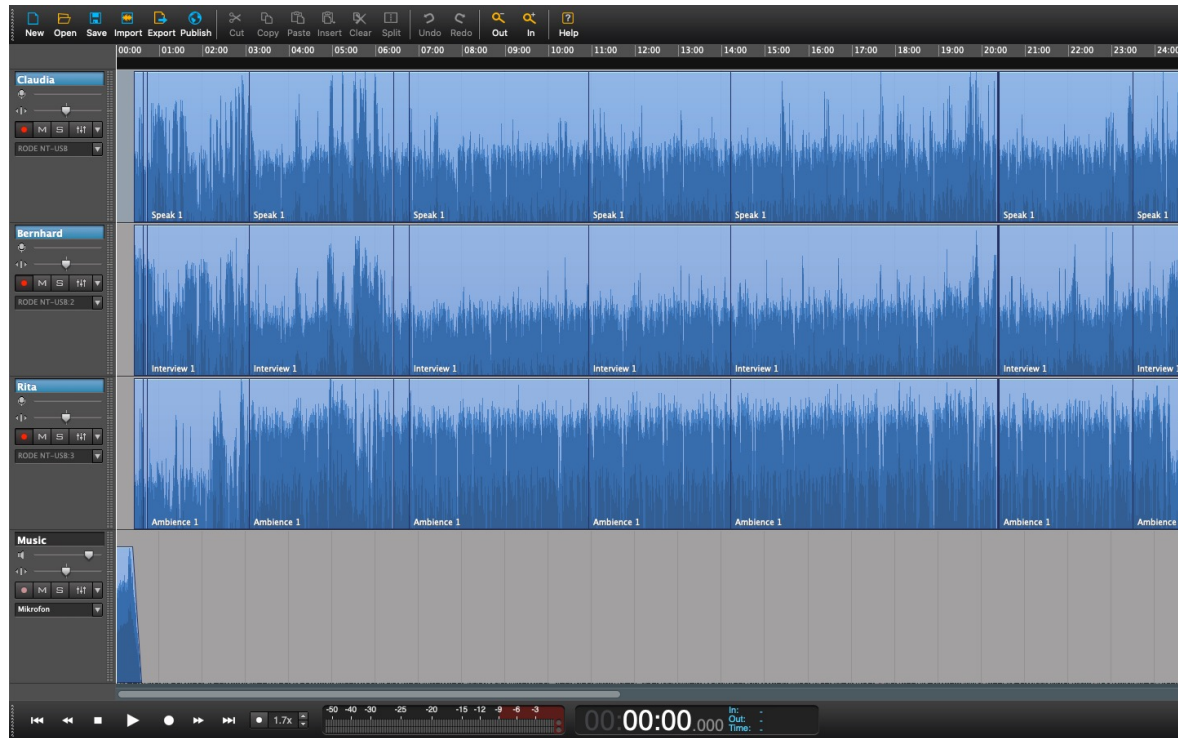 New Open Save Import Export Publish Cut Copy Paste Insert Clear Split Undo Redo Out In Help
00:00 01:00 02:00 03:00 04:00 05:00 06:00 07:00 08:00 09:00 10:00 11:00 12:00 13:00 14:00 15:00 16:00 17:00 18:00 19:00 20:00 21:00 22:00 23:00 24:00
Claudia
M S
RODE NT-USB
Speak 1 Speak 1 Speak 1 Speak 1 Speak 1 Speak 1 Speak 1
Bernhard
M S
RODE NT-USB:2
Interview 1 Interview 1 Interview 1 Interview 1 Interview 1 Interview 1 Interview
Rita
M S
RODE NT-USB:3
Ambience 1 Ambience 1 Ambience 1 Ambience 1 Ambience 1 Ambience 1 Ambience
Music
M S
Mikrofon
1.7x
-50 -40 -30 -25 -20 -15 -12 -9 -6 -3
00:00:00.000
In: -
Out: -
Time: -